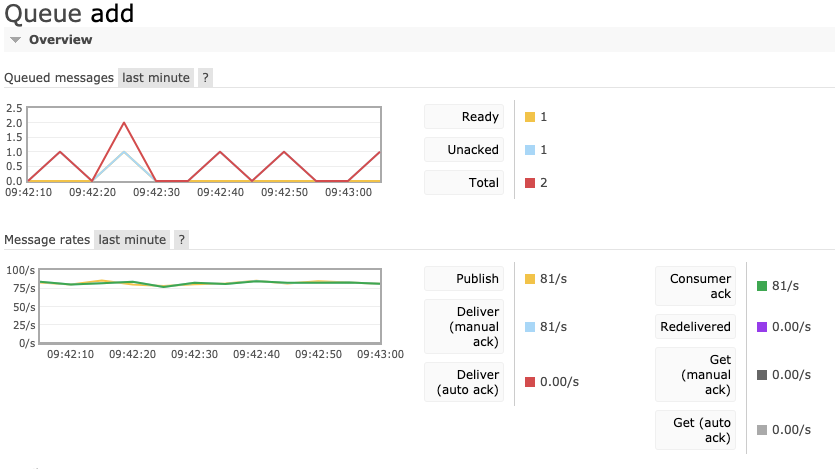 Queue add
Overview
Queued messages last minute ?
2.5
2.0
1.5
1.0
0.5
0.0
09:42:10 09:42:20 09:42:30 09:42:40 09:42:50 09:43:00
Ready 1
Unacked 1
Total 2
Message rates last minute ?
100/s
75/s
50/s
25/s
0/s
09:42:10 09:42:20 09:42:30 09:42:40 09:42:50 09:43:00
Publish 81/s
Deliver
(manual
ack) 81/s
Deliver
(auto ack) 0.00/s
Consumer
ack 81/s
Redelivered 0.00/s
Get
(manual
ack) 0.00/s
Get (auto
ack) 0.00/s